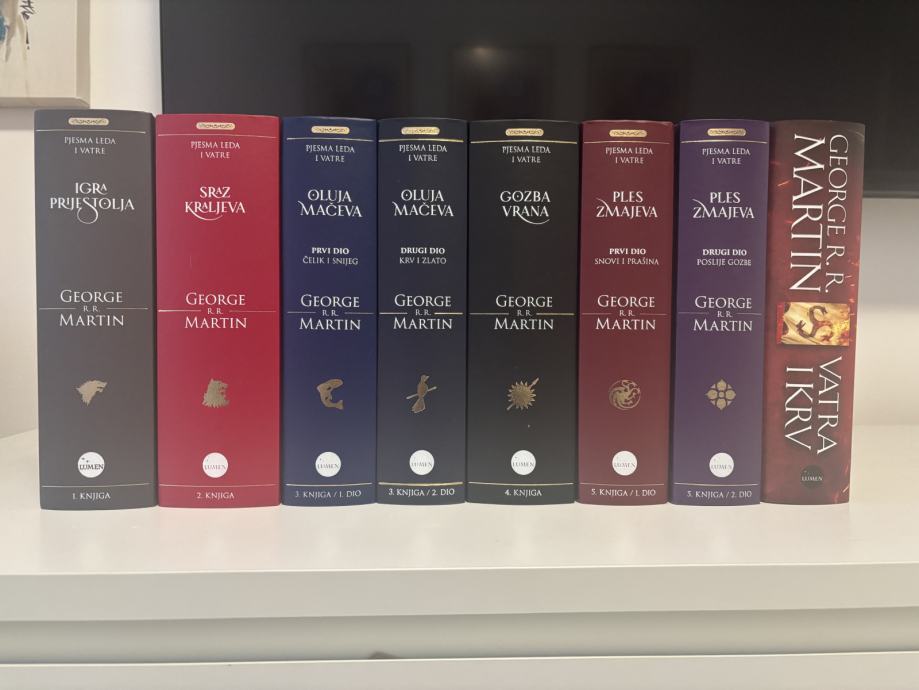 PJESMA LEDA
I VATRE
IGRA
PRIJESTOLJA
GEORGE
R. R.
MARTIN
LUMEN
1. KNJIGA
PJESMA LEDA
I VATRE
SRAZ
KRALJEVA
GEORGE
R. R.
MARTIN
LUMEN
2. KNJIGA
PJESMA LEDA
I VATRE
OLUJA
MAČEVA
PRVI DIO
ČELIK I SNIJEG
GEORGE
R. R.
MARTIN
LUMEN
3. KNJIGA / 1. DIO
PJESMA LEDA
I VATRE
OLUJA
MAČEVA
DRUGI DIO
KRV I ZLATO
GEORGE
R. R.
MARTIN
LUMEN
3. KNJIGA / 2. DIO
PJESMA LEDA
I VATRE
GOZBA
VRANA
GEORGE
R. R.
MARTIN
LUMEN
4. KNJIGA
PJESMA LEDA
I VATRE
PLES
ZMAJEVA
PRVI DIO
SNOVI I PRAŠINA
GEORGE
R. R.
MARTIN
LUMEN
5. KNJIGA / 1. DIO
PJESMA LEDA
I VATRE
PLES
ZMAJEVA
DRUGI DIO
POSLIJE GOZBE
GEORGE
R. R.
MARTIN
LUMEN
5. KNJIGA / 2. DIO
GEORGE R. R.
MARTIN
VATRA
I KRV
LUMEN